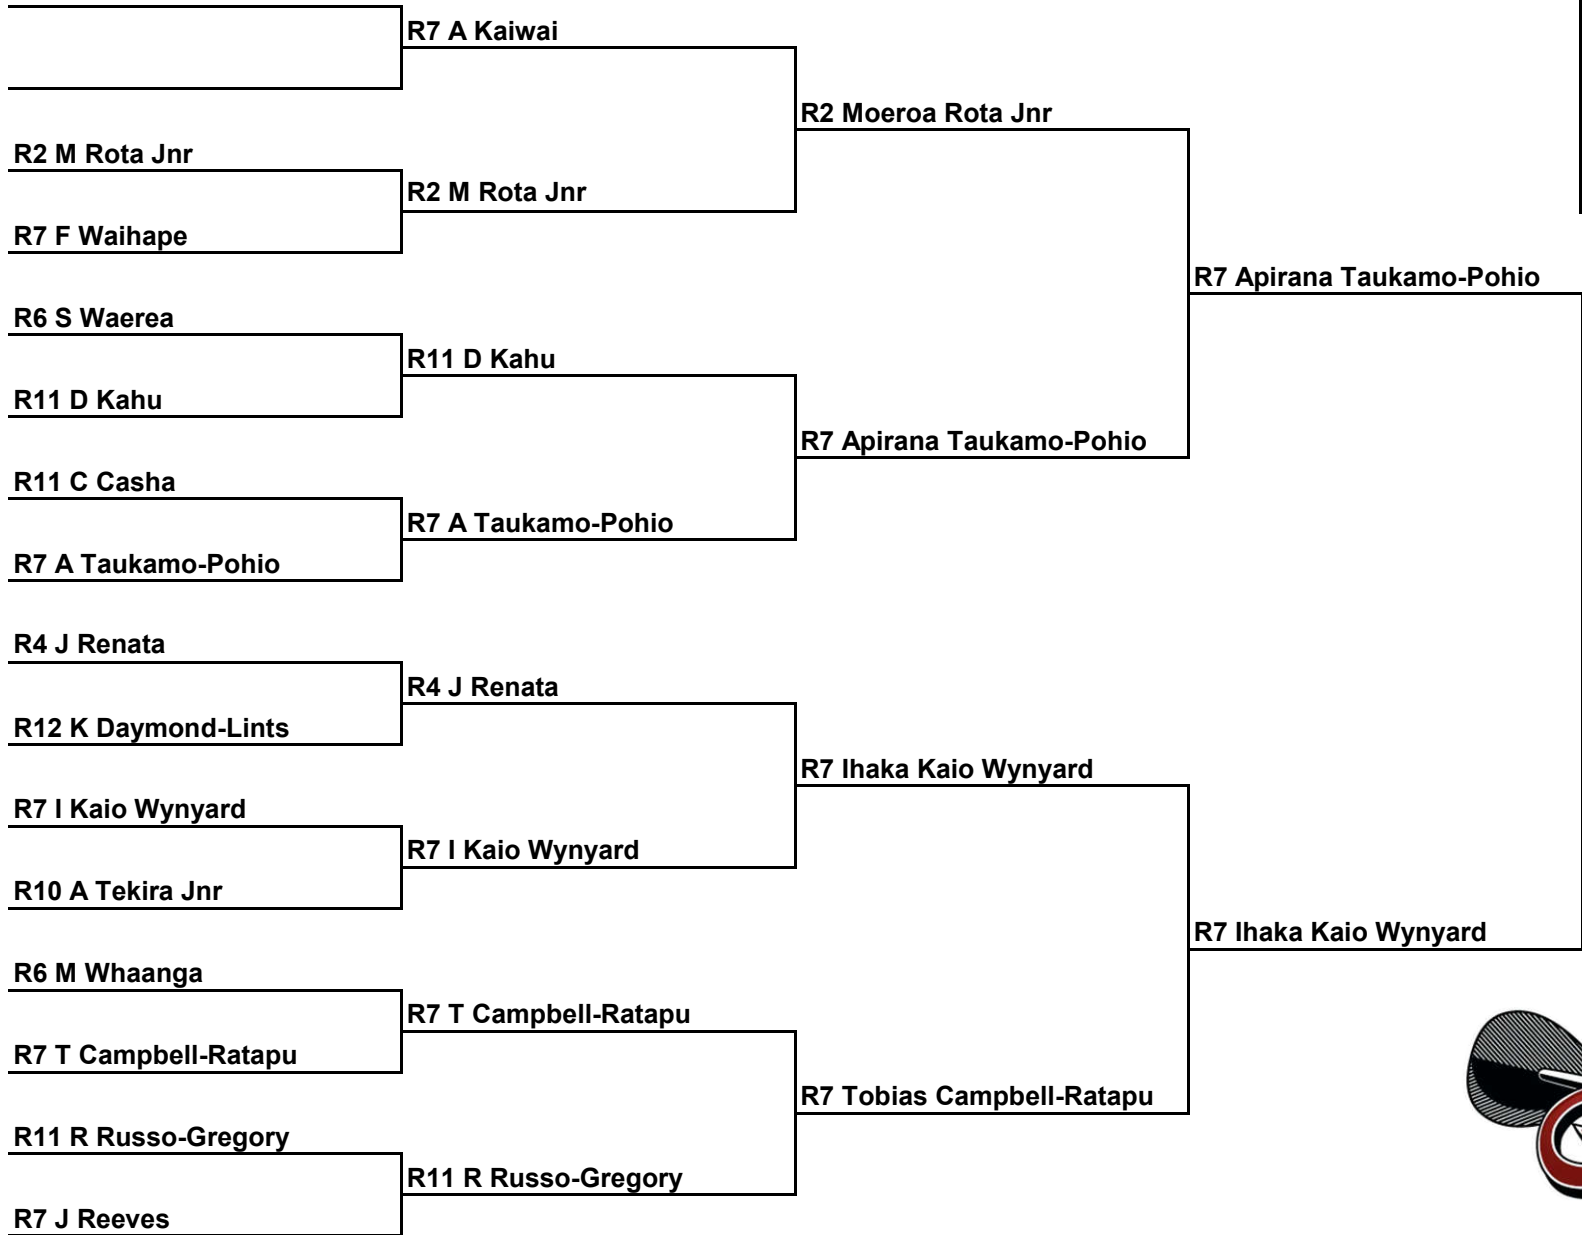 R7 A Kaiwai
R2 Moeroa Rota Jnr
R2 M Rota Jnr
R2 M Rota Jnr
R7 F Waihape
R7 Apirana Taukamo-Pohio
R6 S Waerea
R11 D Kahu
R11 D Kahu
R7 Apirana Taukamo-Pohio
R11 C Casha
R7 A Taukamo-Pohio
R7 A Taukamo-Pohio
R4 J Renata
R4 J Renata
R12 K Daymond-Lints
R7 Ihaka Kaio Wynyard
R7 I Kaio Wynyard
R7 I Kaio Wynyard
R10 A Tekira Jnr
R7 Ihaka Kaio Wynyard
R6 M Whaanga
R7 T Campbell-Ratapu
R7 T Campbell-Ratapu
R7 Tobias Campbell-Ratapu
R11 R Russo-Gregory
R11 R Russo-Gregory
R7 J Reeves